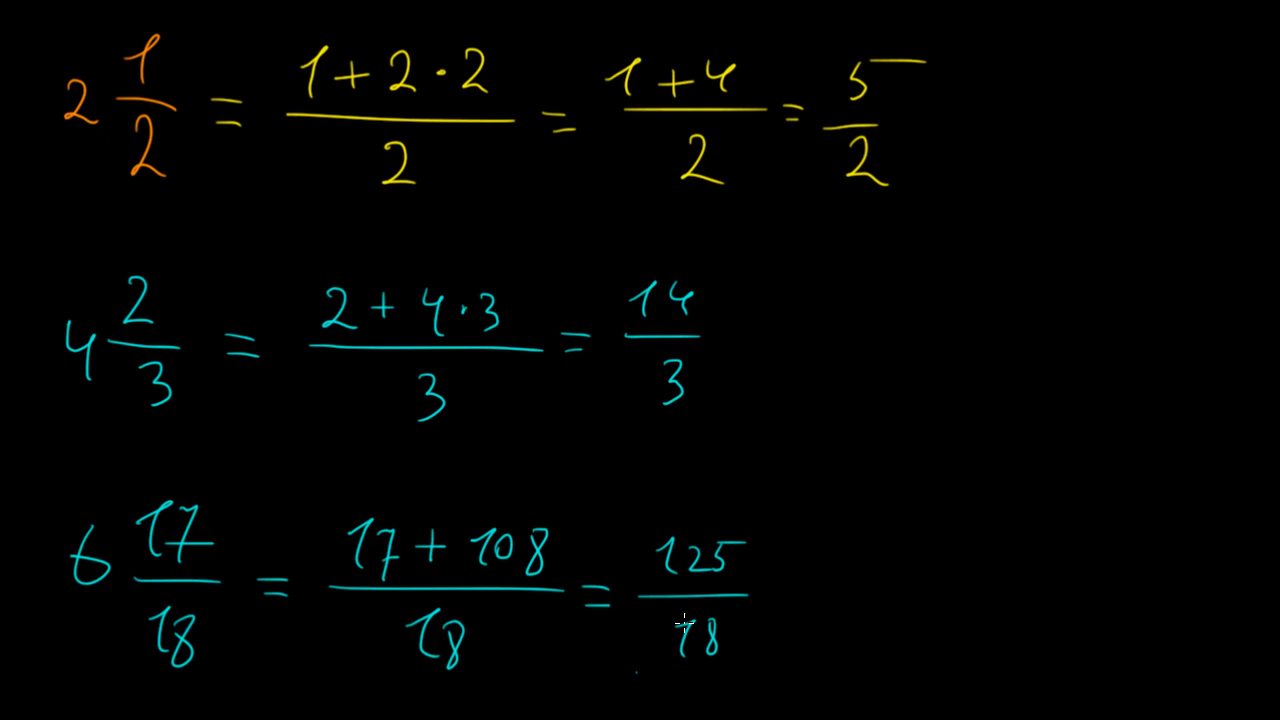 2 1/2 = (1+2·2)/2 = (1+4)/2 = 5/2
4 2/3 = (2+4·3)/3 = 14/3
6 17/18 = (17+108)/18 = 125/18